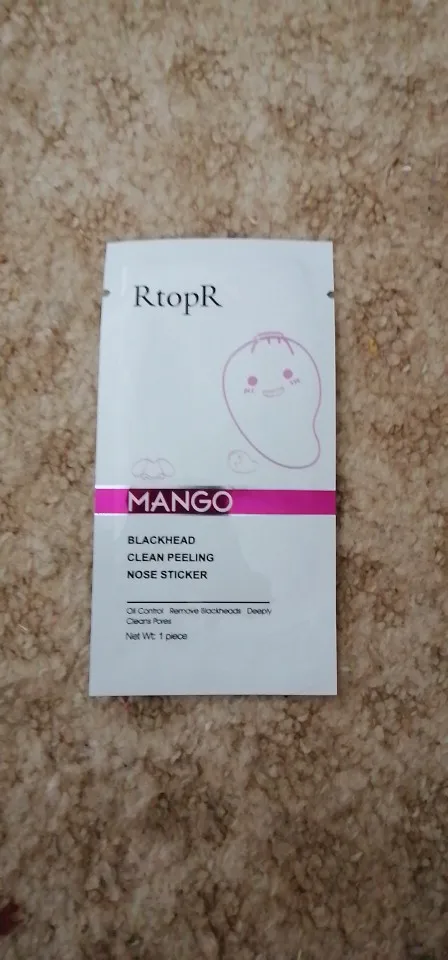 RtopR
MANGO
BLACKHEAD
CLEAN PEELING
NOSE STICKER
Oil Control Remove Blackheads Deeply
Cleans Pores
Net Wt: 1 piece